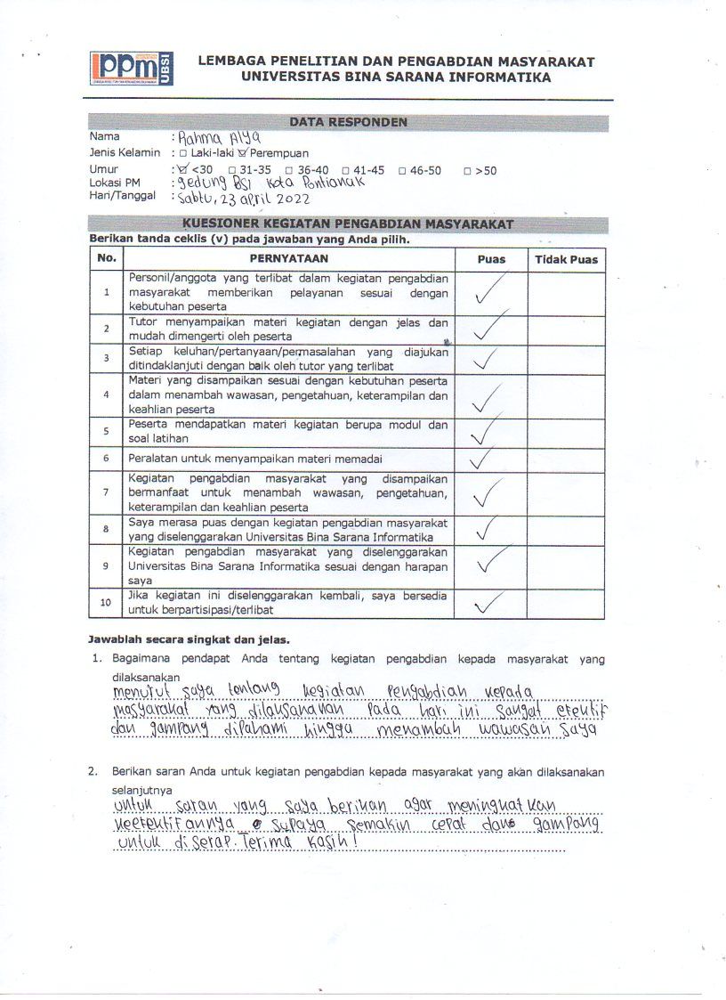 lppm UBSI
LEMBAGA PENELITIAN DAN PENGABDIAN MASYARAKAT
UNIVERSITAS BINA SARANA INFORMATIKA
DATA RESPONDEN
Nama : Rahma Alya
Jenis Kelamin : □ Laki-laki ☑ Perempuan
Umur : ☑ <30 □ 31-35 □ 36-40 □ 41-45 □ 46-50 □ >50
Lokasi PM : gedung BSI Kota Pontianak
Hari/Tanggal : Sabtu, 23 april 2022
KUESIONER KEGIATAN PENGABDIAN MASYARAKAT
Berikan tanda ceklis (v) pada jawaban yang Anda pilih.
No. PERNYATAAN Puas Tidak Puas
Personil/anggota yang terlibat dalam kegiatan pengabdian
1 masyarakat memberikan pelayanan sesuai dengan ✓
kebutuhan peserta
2 Tutor menyampaikan materi kegiatan dengan jelas dan ✓
mudah dimengerti oleh peserta
3 Setiap keluhan/pertanyaan/permasalahan yang diajukan ✓
ditindaklanjuti dengan baik oleh tutor yang terlibat
Materi yang disampaikan sesuai dengan kebutuhan peserta
4 dalam menambah wawasan, pengetahuan, keterampilan dan ✓
keahlian peserta
5 Peserta mendapatkan materi kegiatan berupa modul dan ✓
soal latihan
6 Peralatan untuk menyampaikan materi memadai ✓
Kegiatan pengabdian masyarakat yang disampaikan
7 bermanfaat untuk menambah wawasan, pengetahuan, ✓
keterampilan dan keahlian peserta
8 Saya merasa puas dengan kegiatan pengabdian masyarakat ✓
yang diselenggarakan Universitas Bina Sarana Informatika
Kegiatan pengabdian masyarakat yang diselenggarakan
9 Universitas Bina Sarana Informatika sesuai dengan harapan ✓
saya
10 Jika kegiatan ini diselenggarakan kembali, saya bersedia ✓
untuk berpartisipasi/terlibat
Jawablah secara singkat dan jelas.
1. Bagaimana pendapat Anda tentang kegiatan pengabdian kepada masyarakat yang
dilaksanakan
menurut saya tentang kegiatan pengabdian kepada
masyarakat yang dilaksanakan pada hari ini sangat efektif
dan gampang dipahami hingga menambah wawasan saya
2. Berikan saran Anda untuk kegiatan pengabdian kepada masyarakat yang akan dilaksanakan
selanjutnya
untuk saran yang saya berikan agar meningkatkan
keefektifannya supaya semakin cepat dan gampang
untuk di serap. Terima kasih!